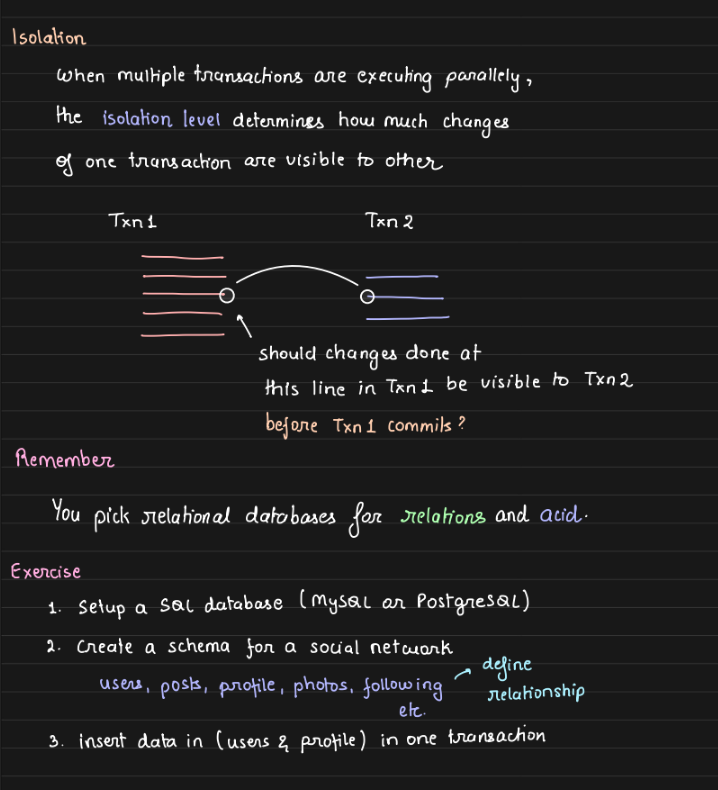 Isolation
when multiple transactions are executing parallely,
the isolation level determines how much changes
of one transaction are visible to other
Txn 1 Txn 2
should changes done at
this line in Txn 1 be visible to Txn 2
before Txn 1 commits?
Remember
You pick relational databases for relations and acid.
Exercise
1. Setup a SQL database (MySQL or PostgreSQL)
2. Create a schema for a social network
users, posts, profile, photos, following
etc.
define
relationship
3. insert data in (users & profile) in one transaction